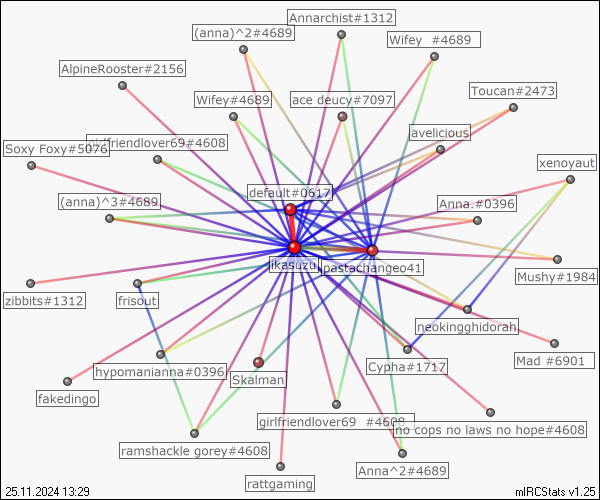 Annarchist#1312
(anna)^2#4689
Wifey  #4689
AlpineRooster#2156
Toucan#2473
Wifey#4689
ace deucy#7097
avelicious
girlfriendlover69#4608
Soxy Foxy#5076
xenoyaut
default#0617
(anna)^3#4689
Anna.#0396
ikasuzu
pastachangeo41
Mushy#1984
zibbits#1312
frisout
neokingghidorah
Mad  #6901
hypomanianna#0396
Cypha#1717
Skalman
fakedingo
girlfriendlover69  #4608
no cops no laws no hope#4608
ramshackle gorey#4608
Anna^2#4689
rattgaming
25.11.2024 13:29
mIRCStats v1.25